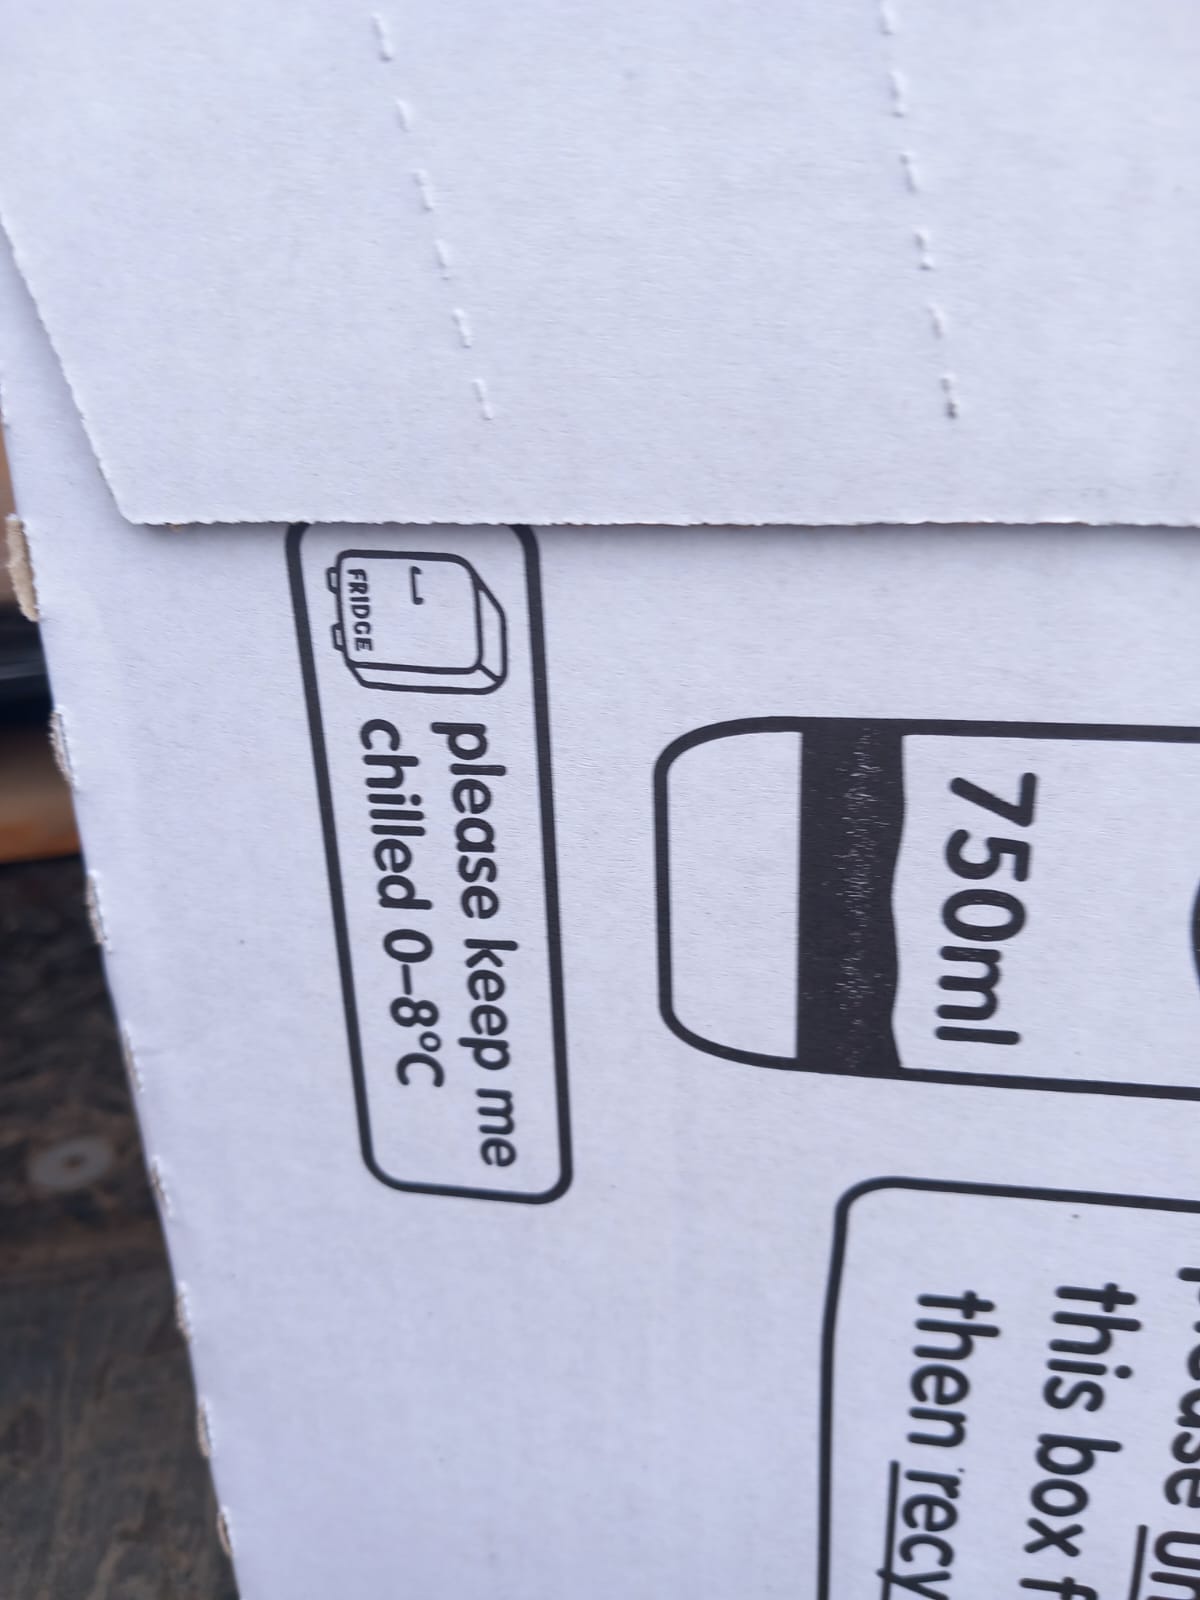 FRIDGE
please keep me
chilled 0–8°C
750ml
this box
then